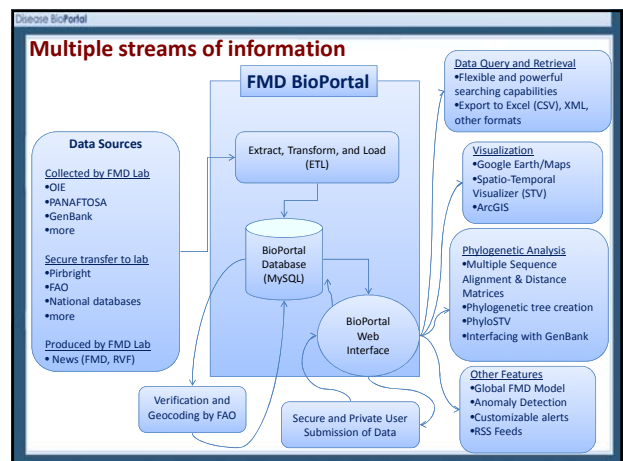 Disease BioPortal
Multiple streams of information
FMD BioPortal
Data Sources
Collected by FMD Lab
•OIE
•PANAFTOSA
•GenBank
•more
Secure transfer to lab
•Pirbright
•FAO
•National databases
•more
Produced by FMD Lab
• News (FMD, RVF)
Extract, Transform, and Load
(ETL)
BioPortal
Database
(MySQL)
BioPortal
Web
Interface
Verification and
Geocoding by FAO
Secure and Private User
Submission of Data
Data Query and Retrieval
•Flexible and powerful
searching capabilities
•Export to Excel (CSV), XML,
other formats
Visualization
•Google Earth/Maps
•Spatio-Temporal
Visualizer (STV)
•ArcGIS
Phylogenetic Analysis
•Multiple Sequence
Alignment & Distance
Matrices
•Phylogenetic tree creation
•PhyloSTV
•Interfacing with GenBank
Other Features
•Global FMD Model
•Anomaly Detection
•Customizable alerts
•RSS Feeds